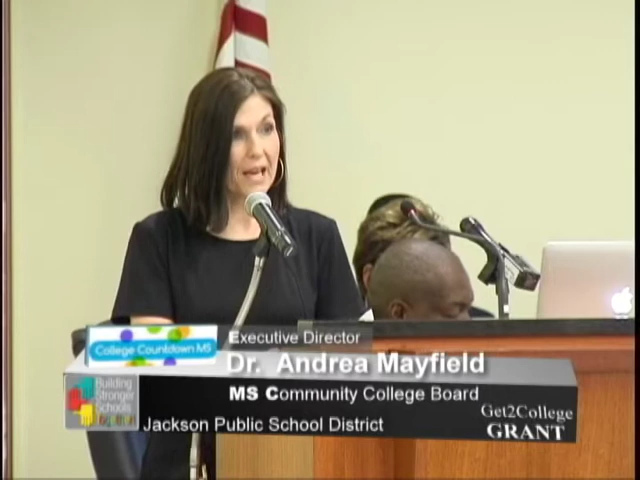 Executive Director
College Countdown MS
Dr. Andrea Mayfield
Building
Stronger
Schools
MS Community College Board
Get2College
GRANT
Jackson Public School District